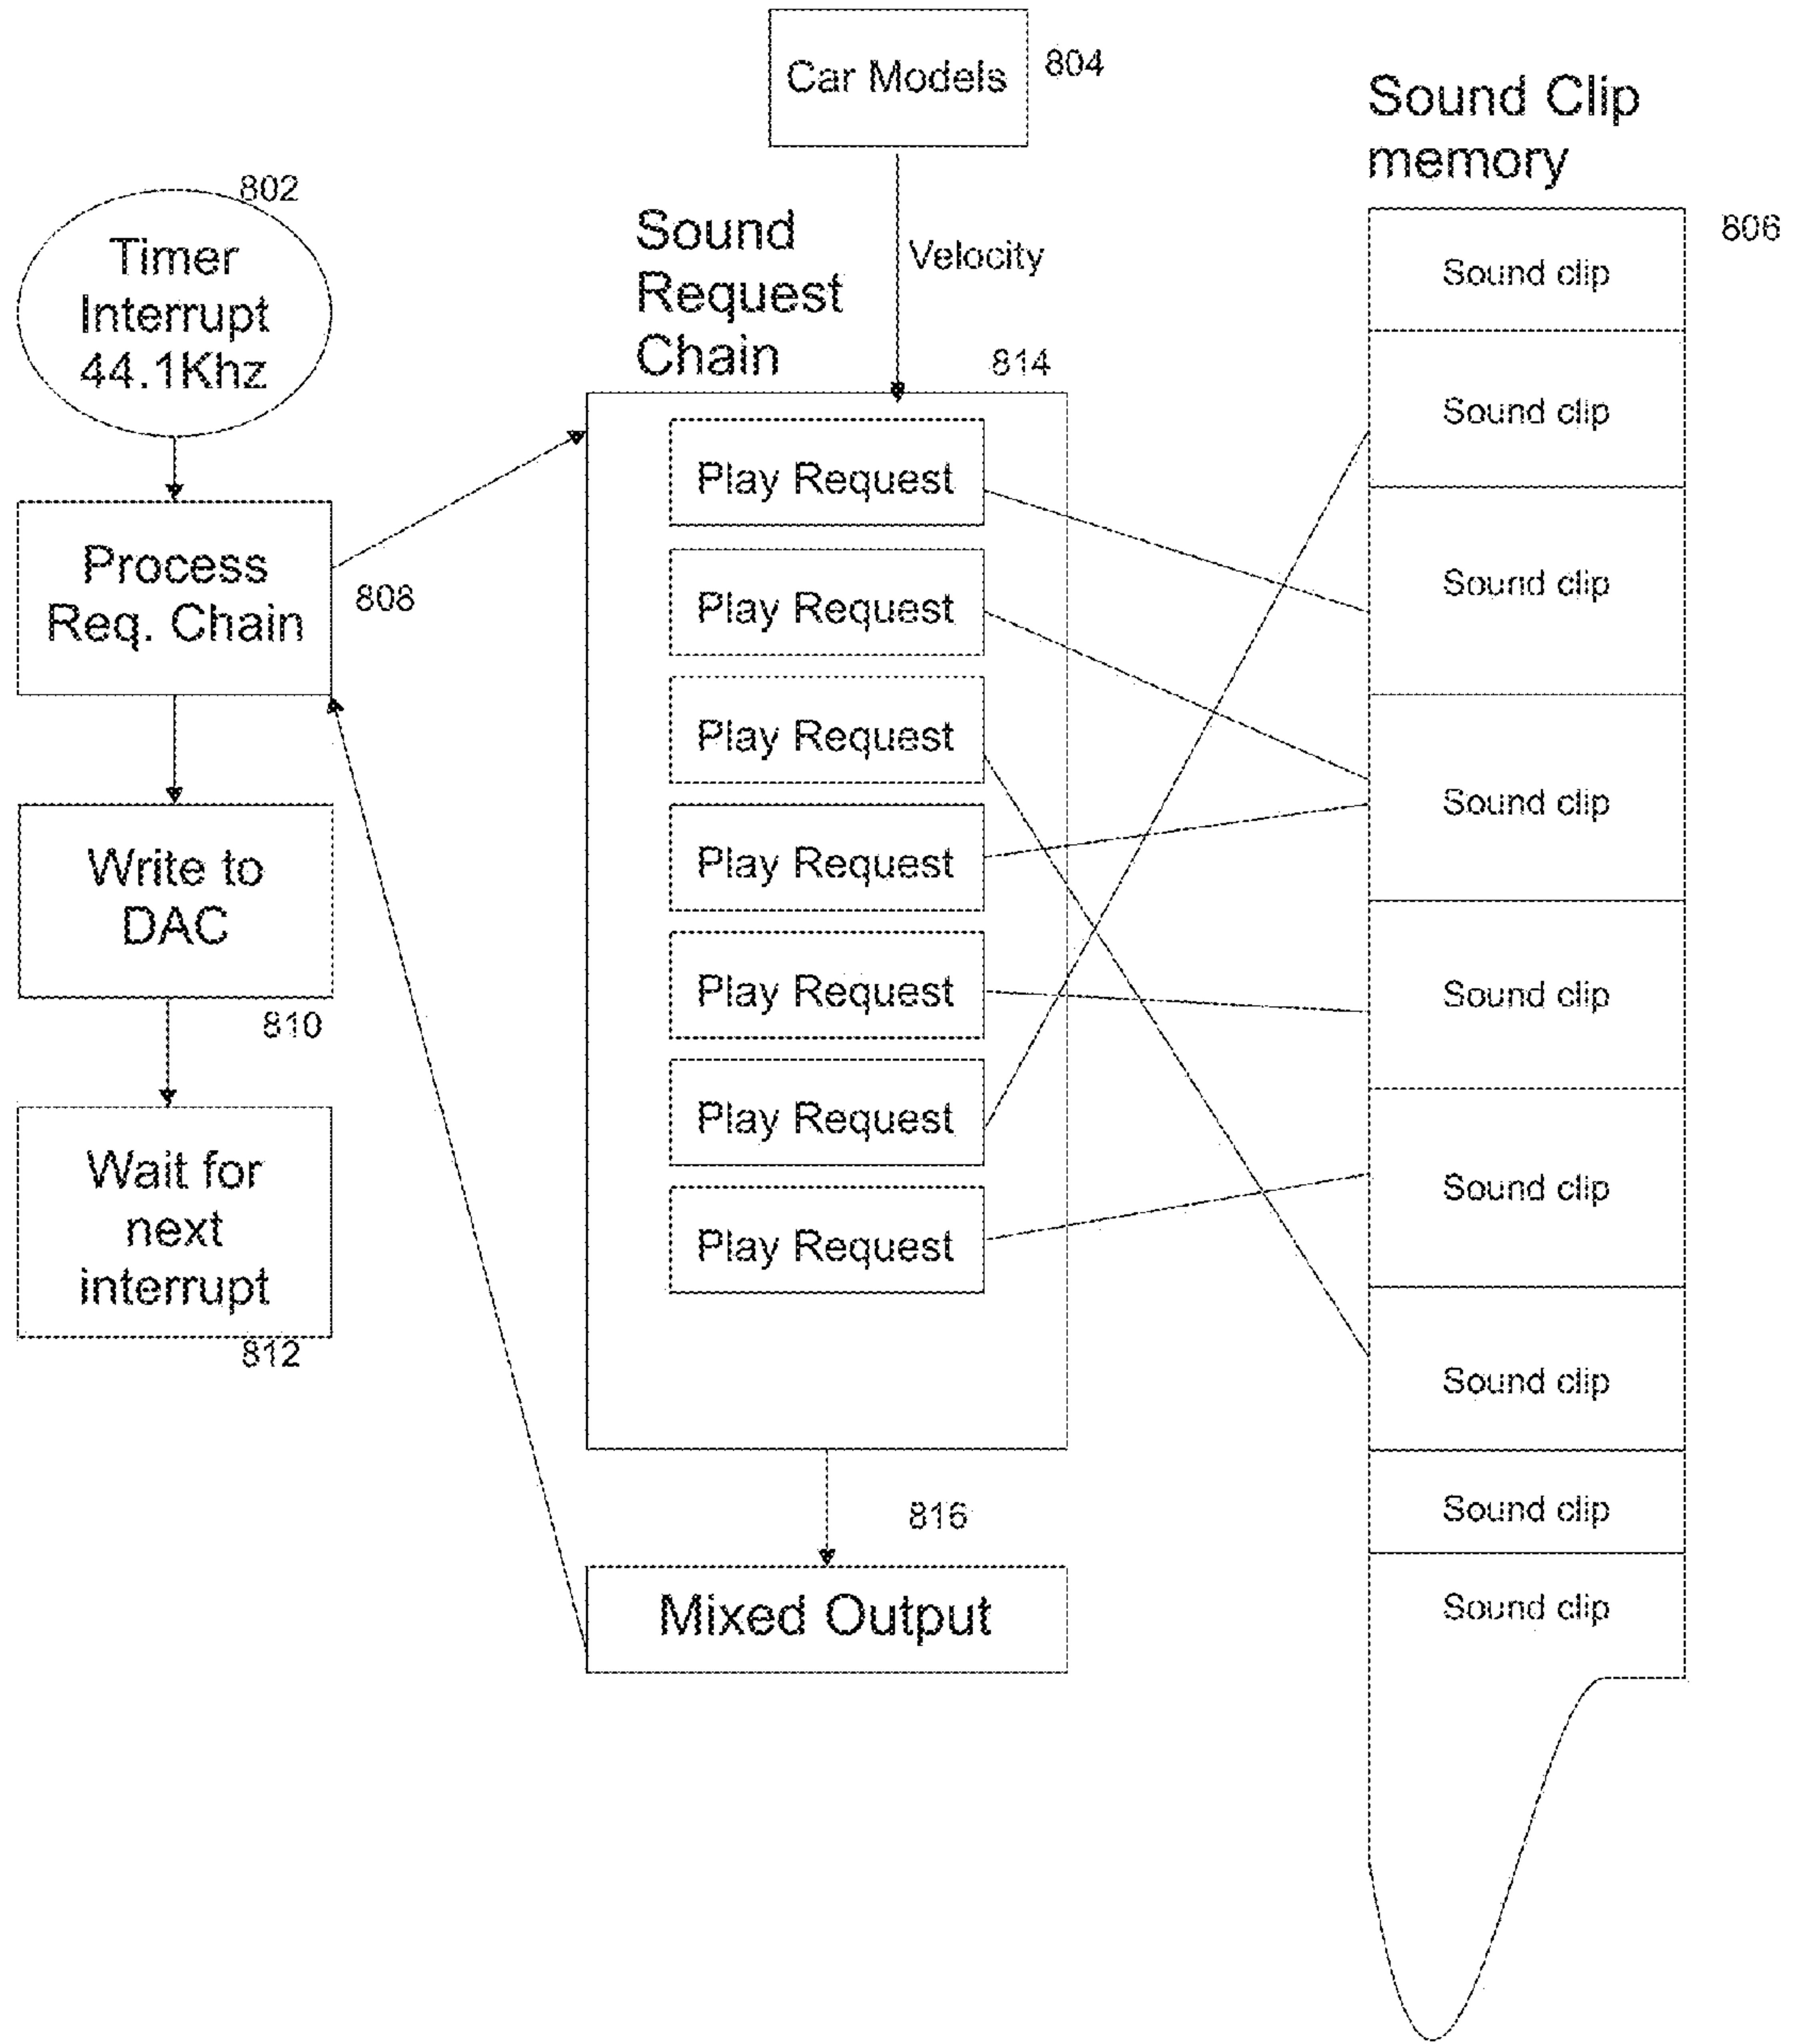 Car Models
804
Sound Clip
memory
802
Timer
Interrupt
44.1Khz
Sound
Request
Chain
Velocity
814
806
Process
Req. Chain
808
Write to
DAC
810
Wait for
next
interrupt
812
Play Request
Play Request
Play Request
Play Request
Play Request
Play Request
Play Request
816
Mixed Output
Sound clip
Sound clip
Sound clip
Sound clip
Sound clip
Sound clip
Sound clip
Sound clip
Sound clip